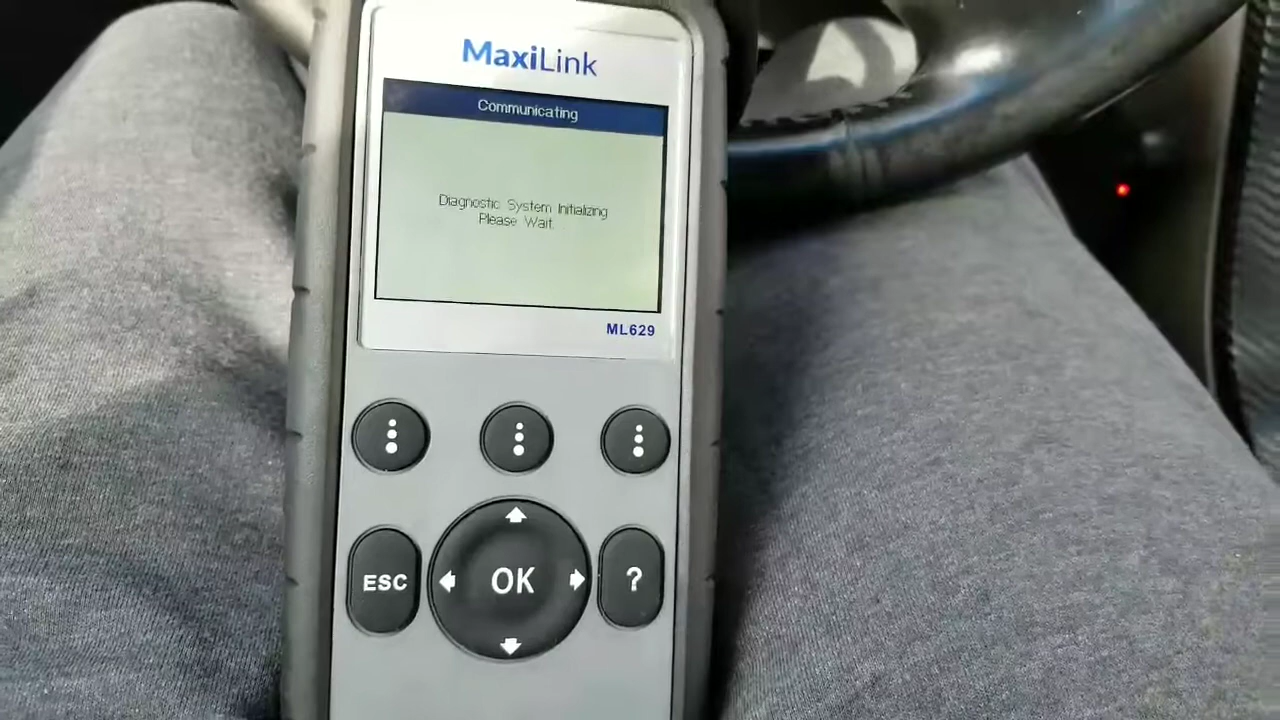 MaxiLink
Communicating
Diagnostic System Initializing
Please Wait.
ML629
ESC
OK
?